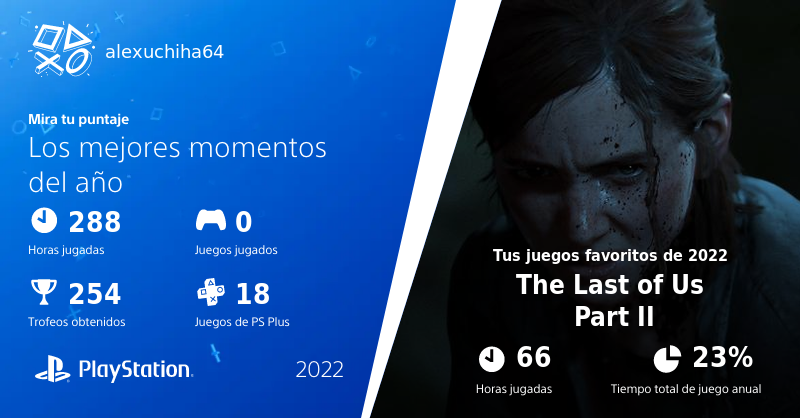 alexuchiha64
Mira tu puntaje
Los mejores momentos
del año
288
Horas jugadas
0
Juegos jugados
254
Trofeos obtenidos
18
Juegos de PS Plus
PlayStation
2022
Tus juegos favoritos de 2022
The Last of Us
Part II
66
Horas jugadas
23%
Tiempo total de juego anual